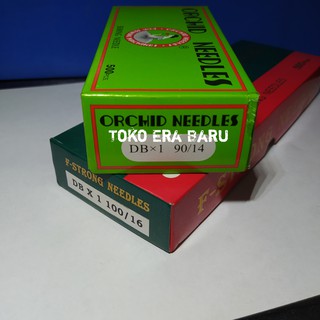 ORCHID NEEDLES
ORCHID NEEDLES
TOKO ERA BARU
DB×1 90/14
F-STRONG NEEDLES
DB X 1 100/16